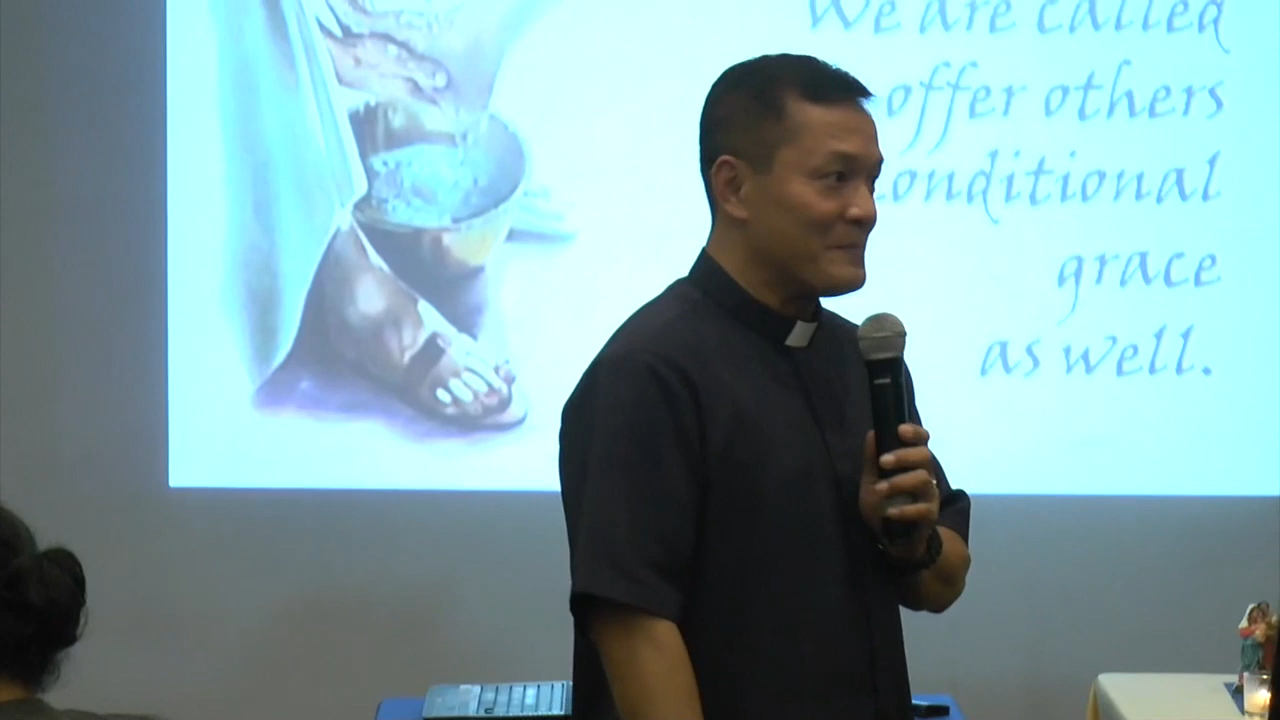 We are called
offer others
conditional
grace
as well.